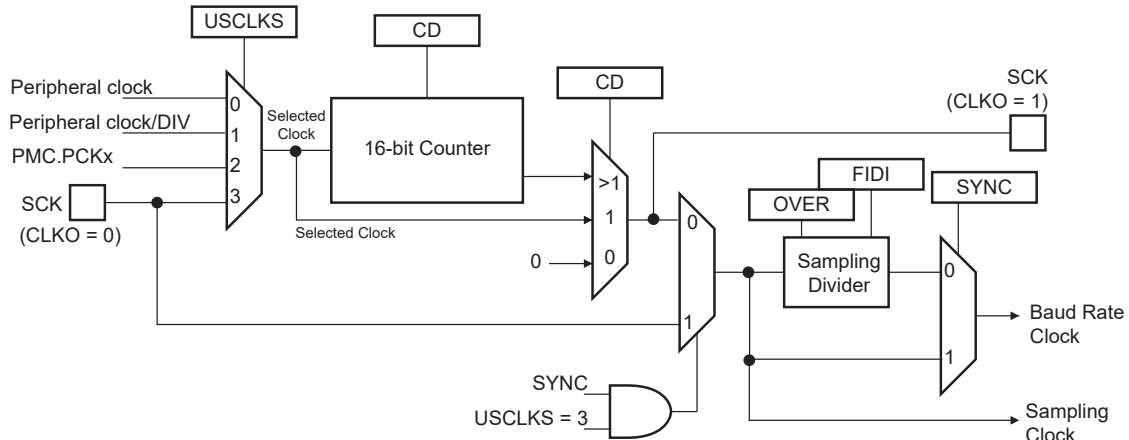 USCLKS
CD
CD
SCK
(CLKO = 1)
Peripheral clock
Peripheral clock/DIV
PMC.PCKx
SCK
(CLKO = 0)
0
1
2
3
Selected
Clock
16-bit Counter
Selected Clock
>1
1
0
0
0
1
FIDI
OVER
SYNC
Sampling
Divider
0
1
Baud Rate
Clock
SYNC
USCLKS = 3
Sampling
Clock